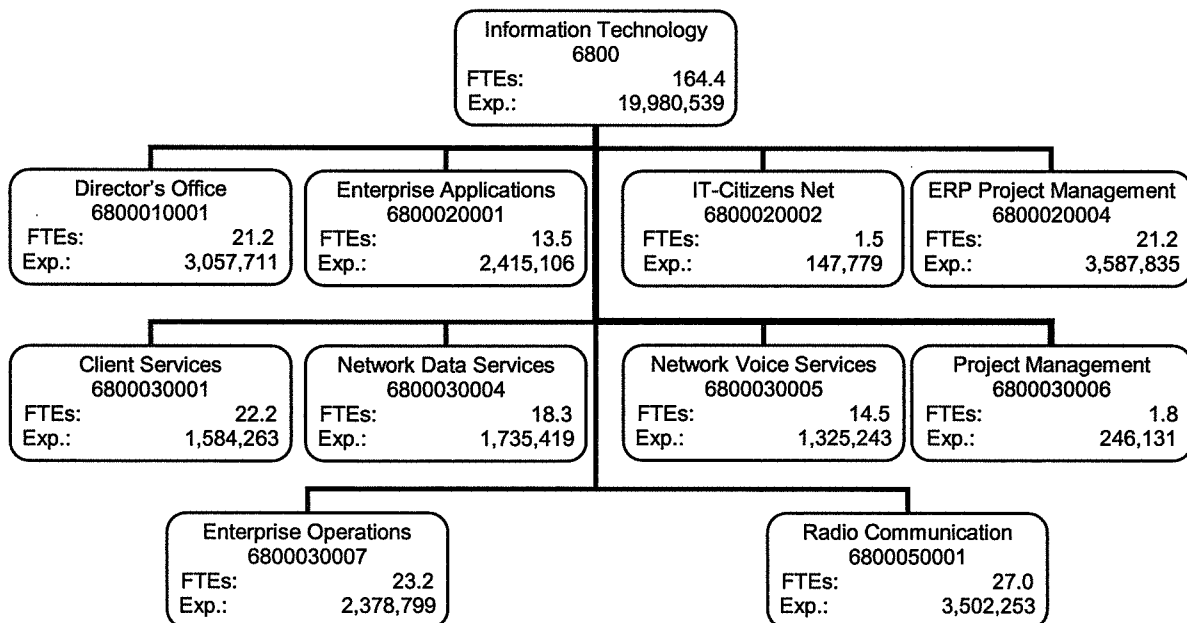 Information Technology
6800
FTEs: 164.4
Exp.: 19,980,539
Director's Office
6800010001
FTEs: 21.2
Exp.: 3,057,711
Enterprise Applications
6800020001
FTEs: 13.5
Exp.: 2,415,106
IT-Citizens Net
6800020002
FTEs: 1.5
Exp.: 147,779
ERP Project Management
6800020004
FTEs: 21.2
Exp.: 3,587,835
Client Services
6800030001
FTEs: 22.2
Exp.: 1,584,263
Network Data Services
6800030004
FTEs: 18.3
Exp.: 1,735,419
Network Voice Services
6800030005
FTEs: 14.5
Exp.: 1,325,243
Project Management
6800030006
FTEs: 1.8
Exp.: 246,131
Enterprise Operations
6800030007
FTEs: 23.2
Exp.: 2,378,799
Radio Communication
6800050001
FTEs: 27.0
Exp.: 3,502,253